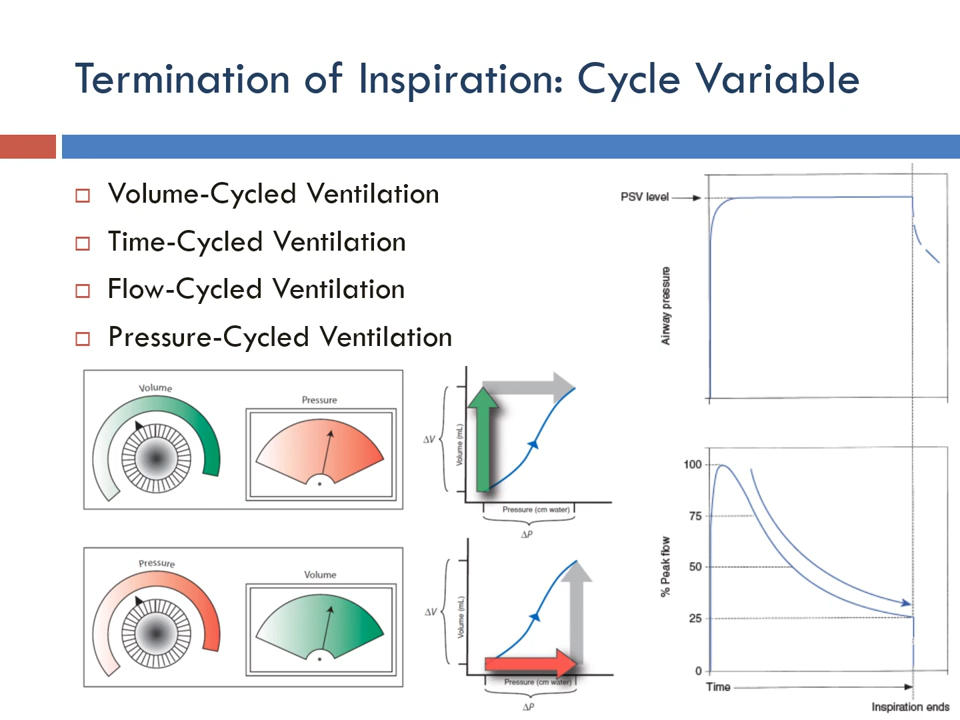 Termination of Inspiration: Cycle Variable
Volume-Cycled Ventilation
Time-Cycled Ventilation
Flow-Cycled Ventilation
Pressure-Cycled Ventilation
Volume
Pressure
ΔV
Volume (mL)
Pressure (cm water)
ΔP
Pressure
Volume
ΔV
Volume (mL)
Pressure (cm water)
ΔP
PSV level
Airway pressure
100
75
50
25
0
% Peak flow
Time
Inspiration ends